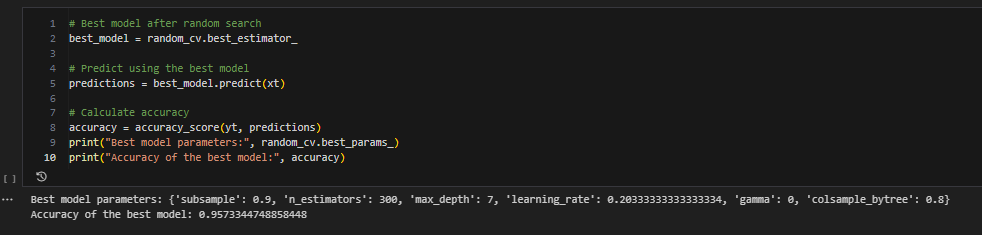 1 # Best model after random search
2 best_model = random_cv.best_estimator_
3
4 # Predict using the best model
5 predictions = best_model.predict(xt)
6
7 # Calculate accuracy
8 accuracy = accuracy_score(yt, predictions)
9 print("Best model parameters:", random_cv.best_params_)
10 print("Accuracy of the best model:", accuracy)
[ ]
Best model parameters: {'subsample': 0.9, 'n_estimators': 300, 'max_depth': 7, 'learning_rate': 0.20333333333333334, 'gamma': 0, 'colsample_bytree': 0.8}
Accuracy of the best model: 0.9573344748858448